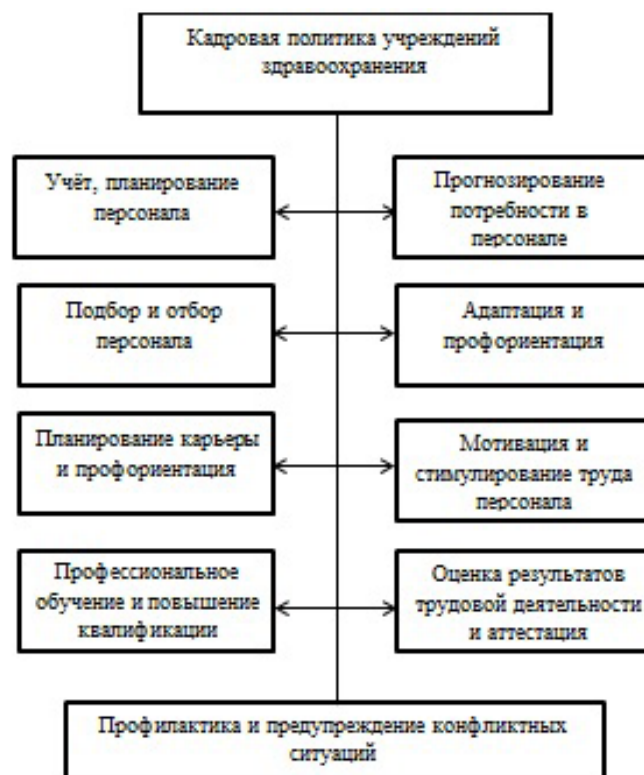 Кадровая политика учреждений
здравоохранения
Учёт, планирование
персонала
Прогнозирование
потребности в
персонале
Подбор и отбор
персонала
Адаптация и
профориентация
Планирование карьеры
и профориентация
Мотивация и
стимулирование труда
персонала
Профессиональное
обучение и повышение
квалификации
Оценка результатов
трудовой деятельности
и аттестация
Профилактика и предупреждение конфликтных
ситуаций